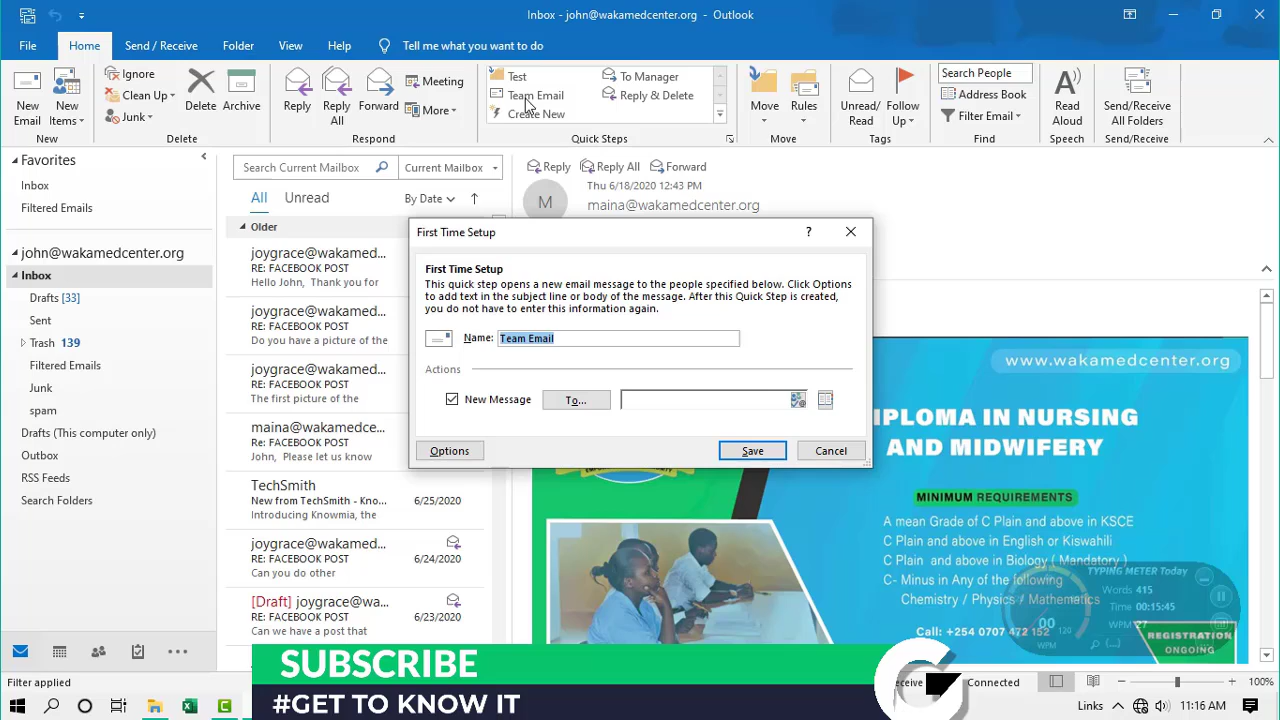 Inbox - john@wakamedcenter.org - Outlook
File Home Send / Receive Folder View Help Tell me what you want to do
New Email
New Items
New
Ignore
Clean Up
Junk
Delete
Archive
Delete
Reply
Reply All
Forward
Meeting
More
Respond
Test
Team Email
Create New
To Manager
Reply & Delete
Quick Steps
Move
Rules
Move
Unread/ Read
Follow Up
Tags
Search People
Address Book
Filter Email
Find
Read Aloud
Speech
Send/Receive All Folders
Send/Receive
Favorites
Inbox
Filtered Emails
john@wakamedcenter.org
Inbox
Drafts [33]
Sent
Trash 139
Filtered Emails
Junk
spam
Drafts (This computer only)
Outbox
RSS Feeds
Search Folders
Search Current Mailbox Current Mailbox
All Unread By Date
Older
joygrace@wakamed...
RE: FACEBOOK POST
Hello John, Thank you for
joygrace@wakamed...
RE: FACEBOOK POST
Do you have a picture of the
joygrace@wakamed...
RE: FACEBOOK POST
The first picture of the
maina@wakamedce...
RE: FACEBOOK POST
John, Please let us know
TechSmith
New from TechSmith - Kno... 6/25/2020
Introducing Knowmia, the
joygrace@wakamed...
RE: FACEBOOK POST 6/24/2020
Can you do other
[Draft] joygrace@wa...
RE: FACEBOOK POST 6/23/2020
Can we have a post that
Reply Reply All Forward
Thu 6/18/2020 12:43 PM
M
maina@wakamedcenter.org
First Time Setup ?
First Time Setup
This quick step opens a new email message to the people specified below. Click Options
to add text in the subject line or body of the message. After this Quick Step is created,
you do not have to enter this information again.
Name: Team Email
Actions
New Message To...
Options Save Cancel
www.wakamedcenter.org
IPLOMA IN NURSING
AND MIDWIFERY
MINIMUM REQUIREMENTS
A mean Grade of C Plain and above in KSCE
C Plain and above in English or Kiswahili
C Plain and above in Biology ( Mandatory )
C- Minus in Any of the following
Chemistry / Physics / Mathematics
Call: +254 0707 472 152
REGISTRATION
ONGOING
TYPING METER Today
Words 415
Time 00:15:45
WPM 27
00
120
WPM
SUBSCRIBE
#GET TO KNOW IT
Filter applied
eceive Connected 100%
Links 11:16 AM